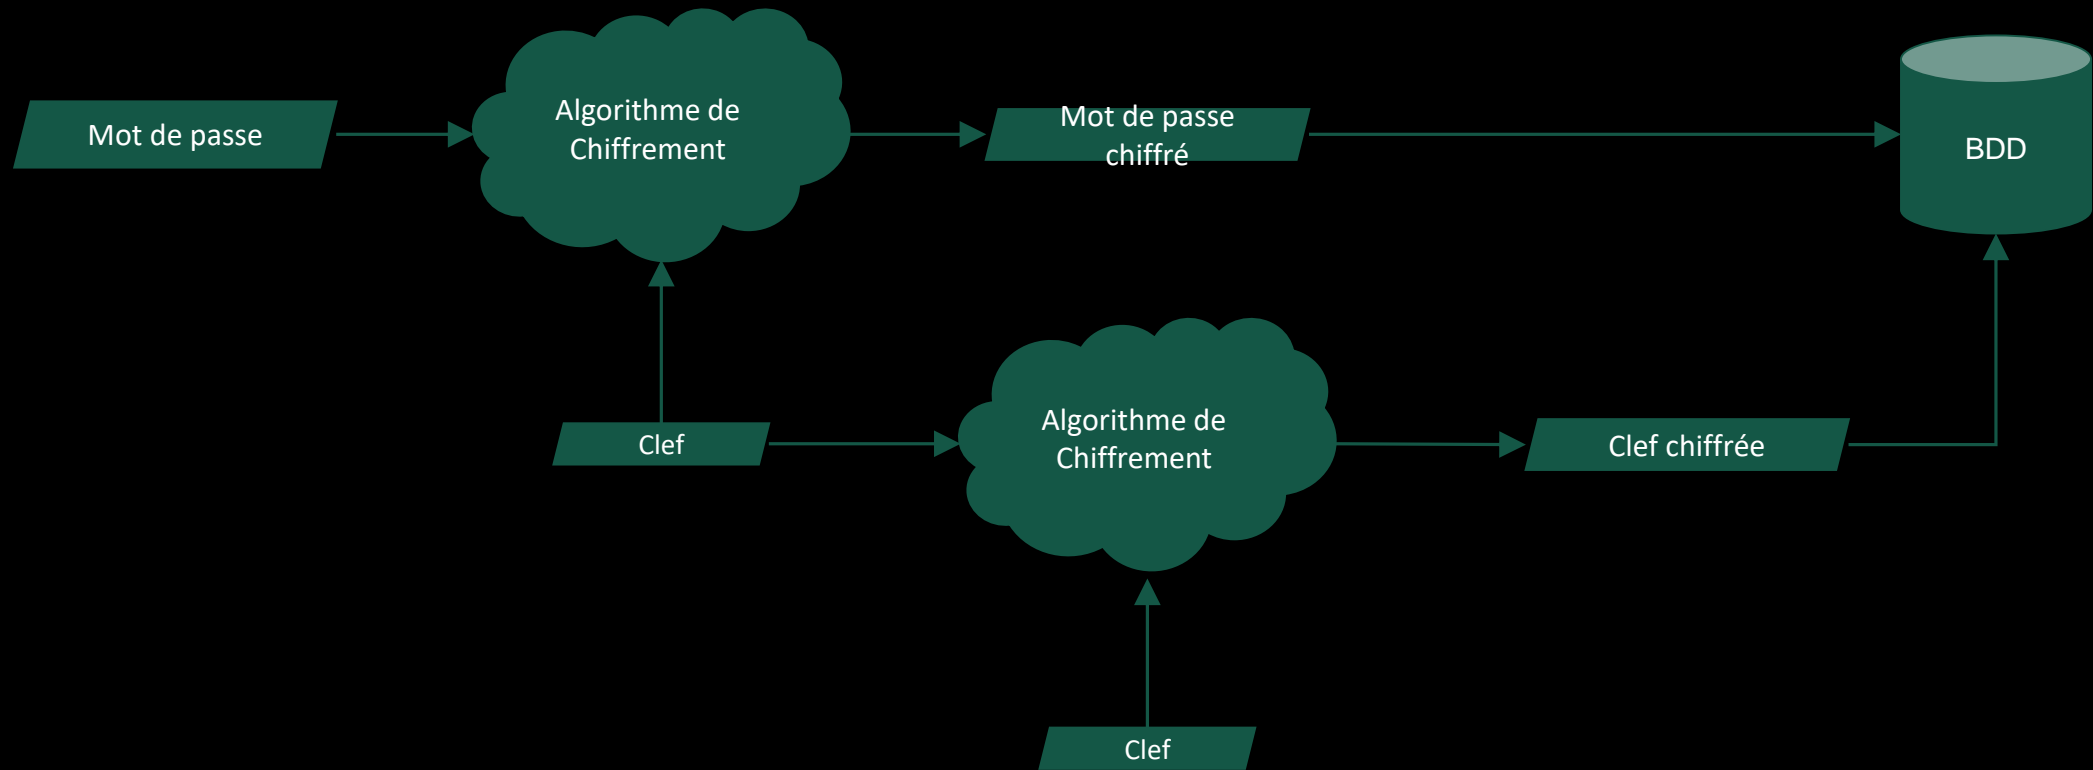 Mot de passe
Algorithme de
Chiffrement
Mot de passe
chiffré
BDD
Clef
Algorithme de
Chiffrement
Clef chiffrée
Clef